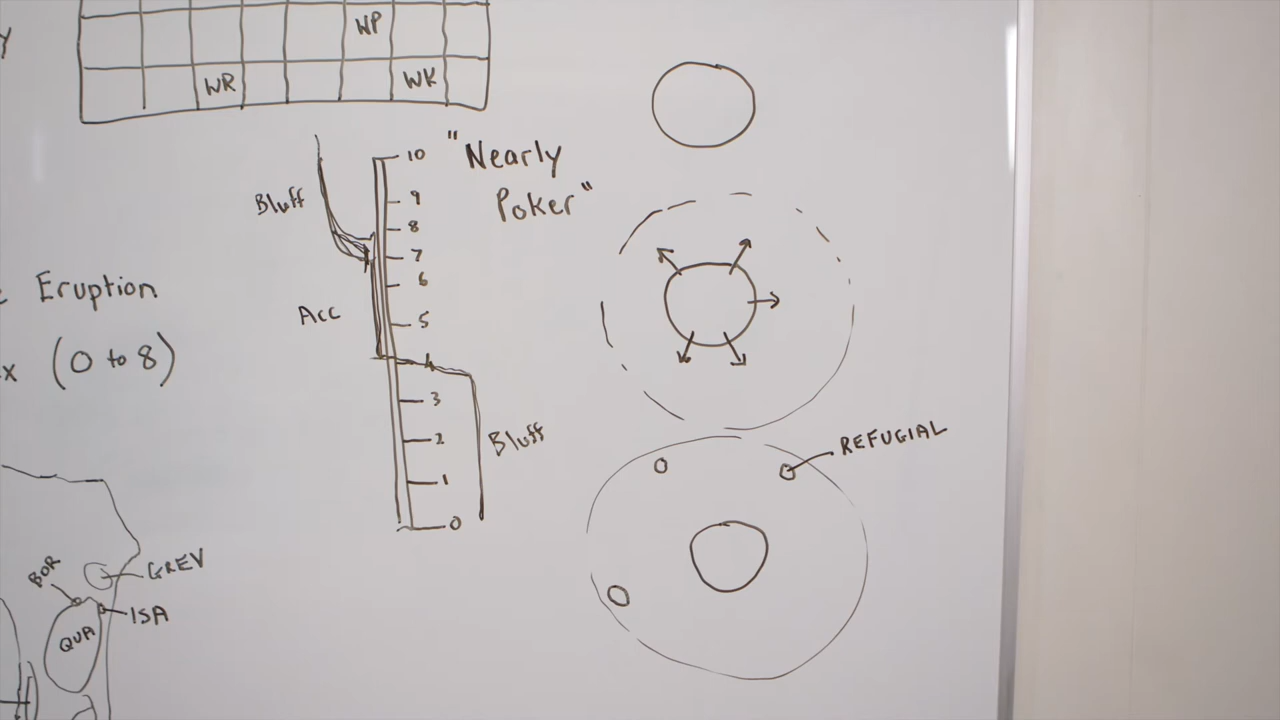 y
WP
WR
WK
10
"Nearly
Poker"
9
8
7
6
5
4
3
2
1
0
Bluff
Acc
Bluff
Eruption
x (0 to 8)
REFUGIAL
BOR
GREV
ISA
QUA